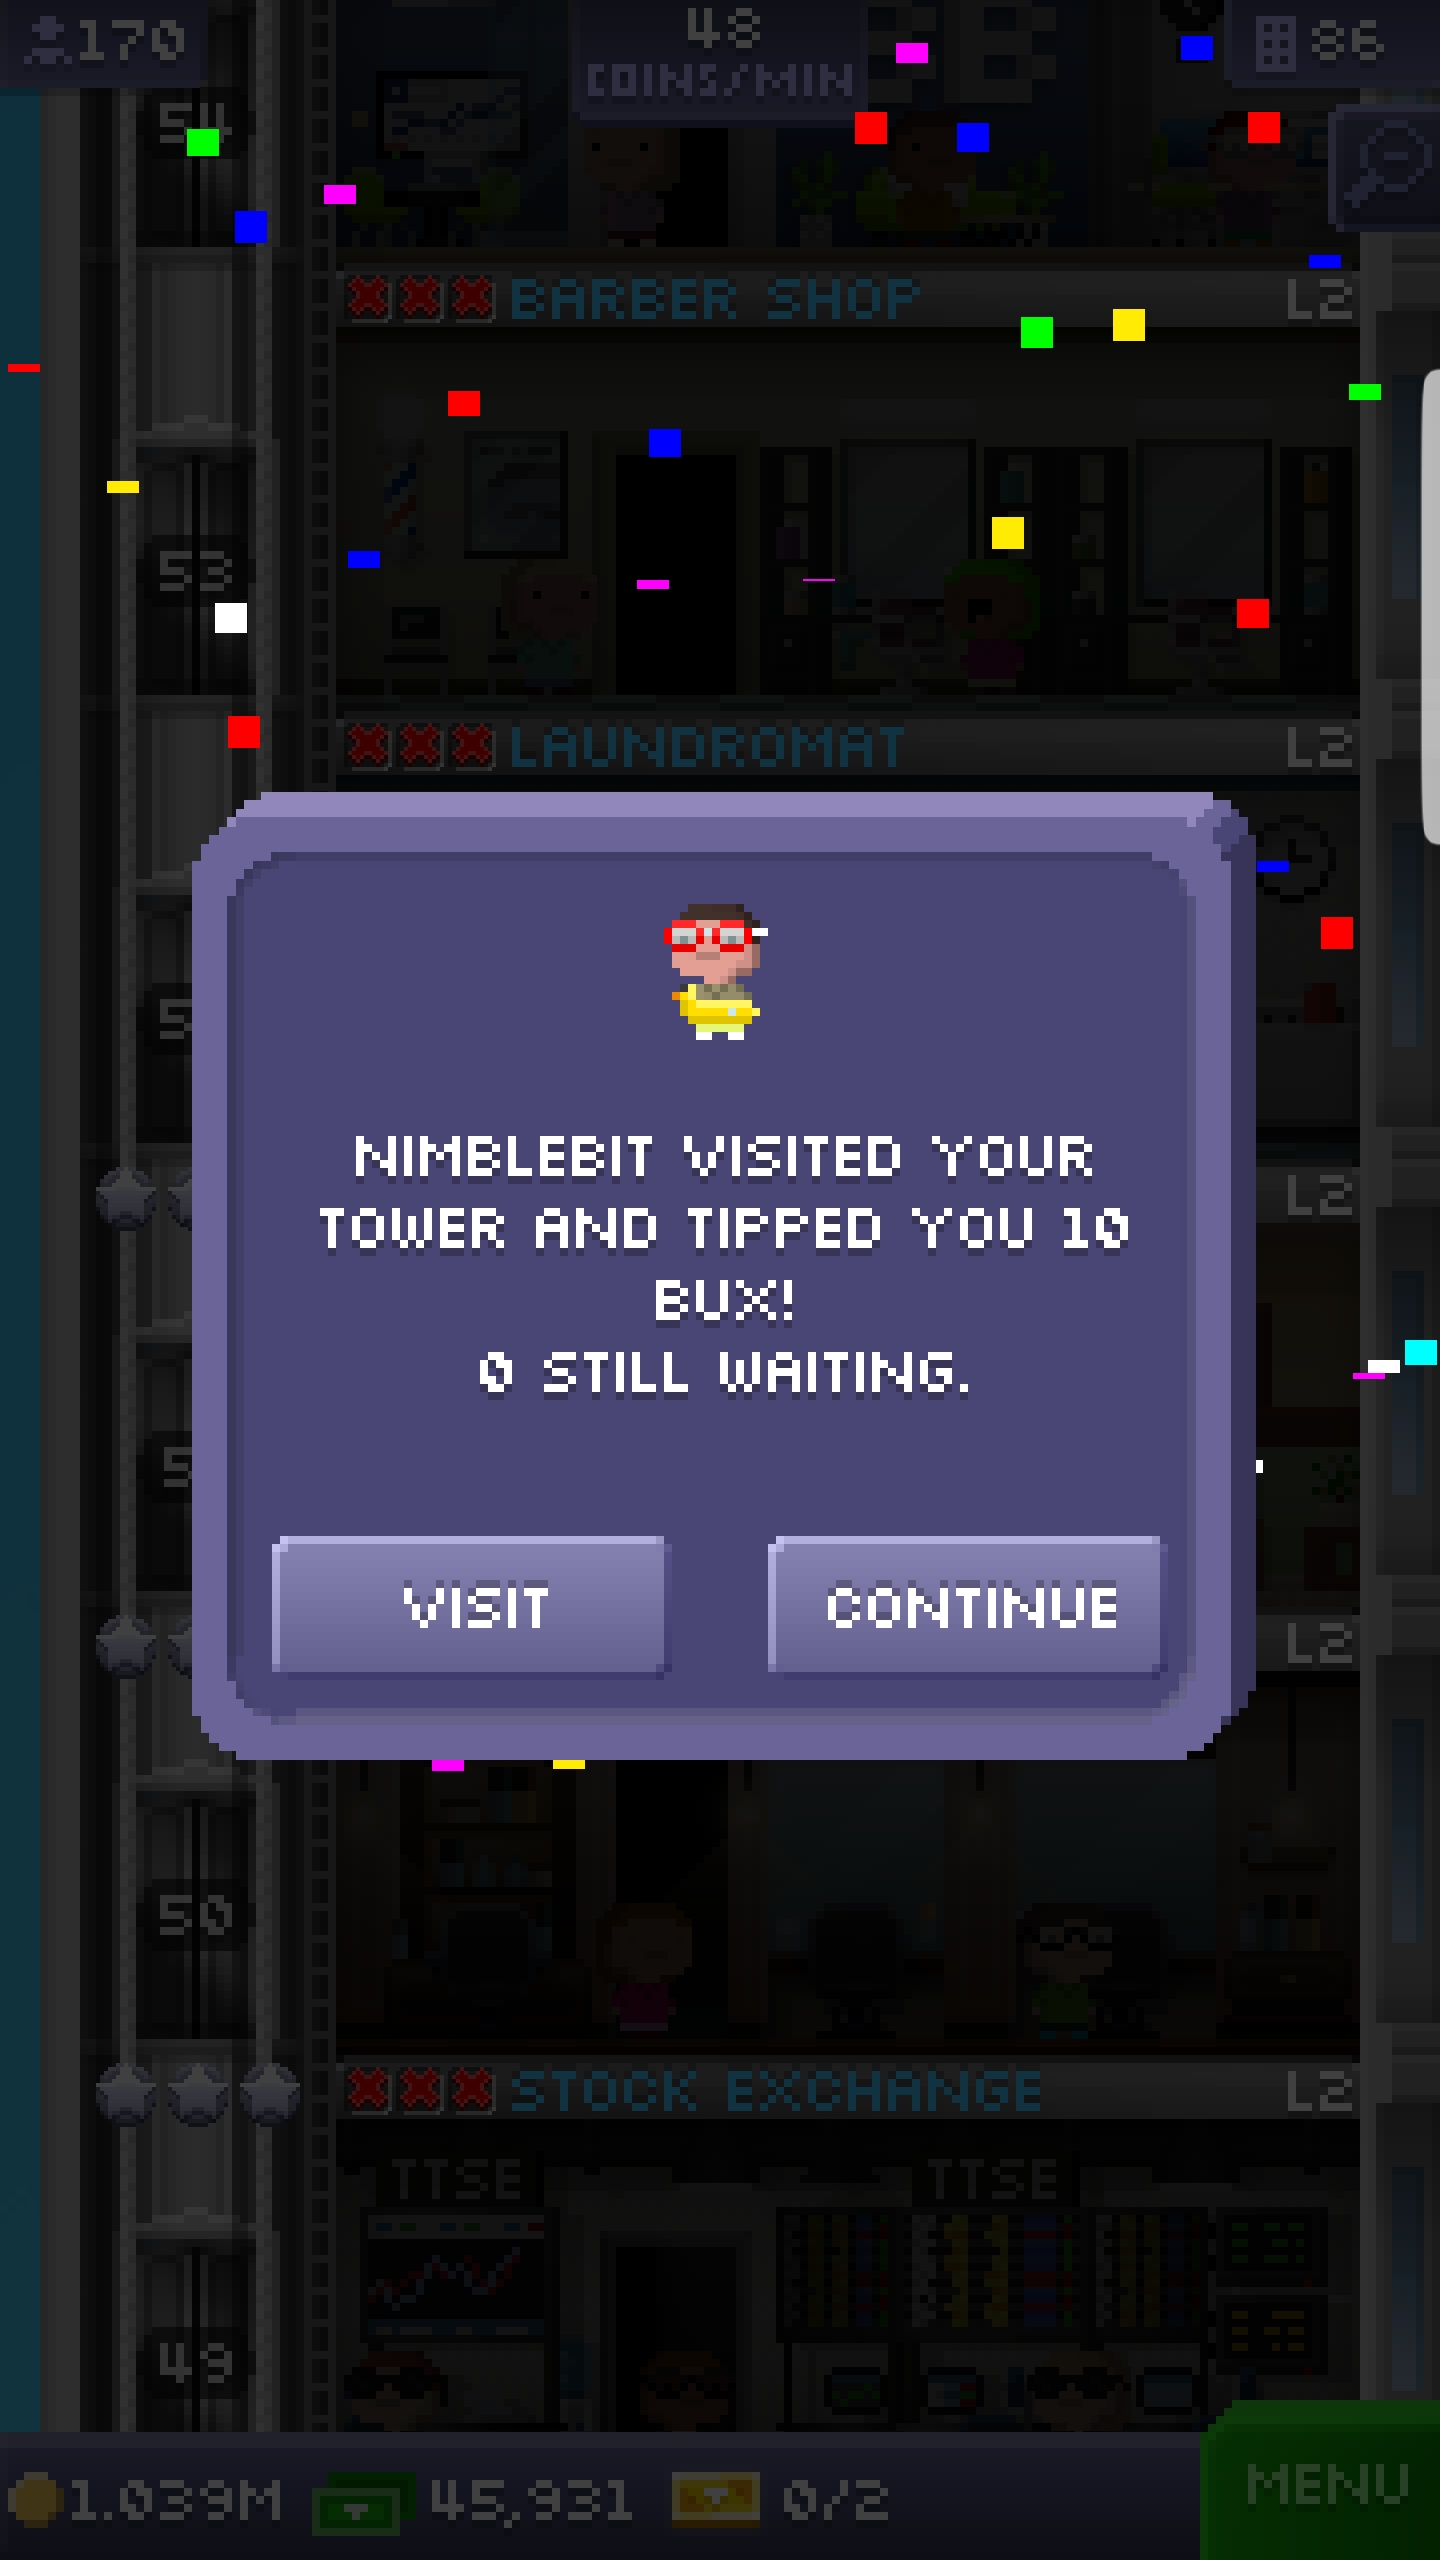 170
48
COINS/MIN
86
54
BARBER SHOP L2
53
LAUNDROMAT L2
NIMBLEBIT VISITED YOUR
TOWER AND TIPPED YOU 10
BUX!
0 STILL WAITING.
L2
VISIT
CONTINUE
L2
50
STOCK EXCHANGE L2
TTSE
TTSE
49
1.039M
45,931
0/2
MENU